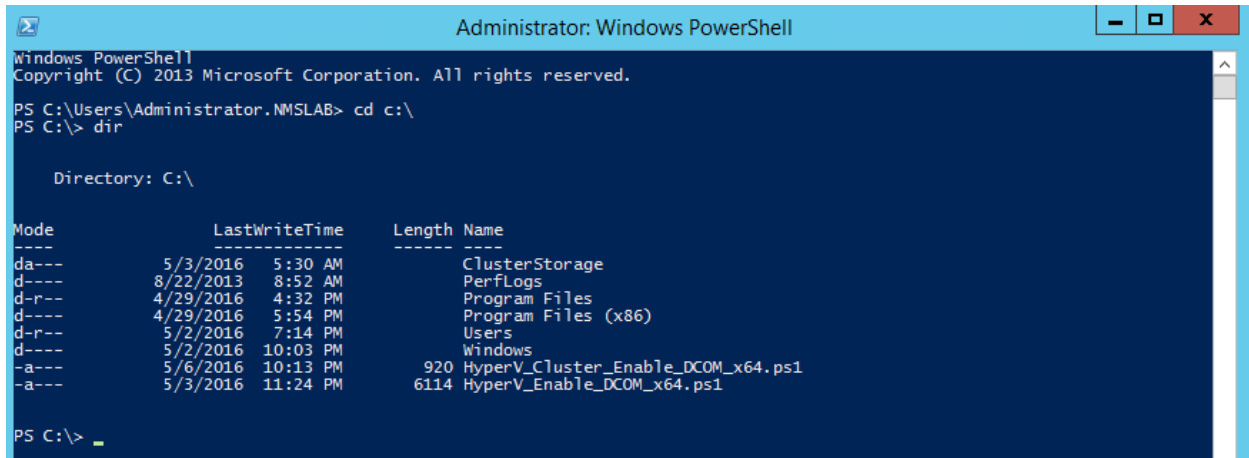 Administrator: Windows PowerShell
Windows PowerShell
Copyright (C) 2013 Microsoft Corporation. All rights reserved.
PS C:\Users\Administrator.NMSLAB> cd c:\
PS C:\> dir
Directory: C:\
Mode LastWriteTime Length Name
---- ------------- ------ ----
da--- 5/3/2016 5:30 AM ClusterStorage
d---- 8/22/2013 8:52 AM PerfLogs
d-r-- 4/29/2016 4:32 PM Program Files
d---- 4/29/2016 5:54 PM Program Files (x86)
d-r-- 5/2/2016 7:14 PM Users
d---- 5/2/2016 10:03 PM Windows
-a--- 5/6/2016 10:13 PM 920 HyperV_Cluster_Enable_DCOM_x64.ps1
-a--- 5/3/2016 11:24 PM 6114 HyperV_Enable_DCOM_x64.ps1
PS C:\> _